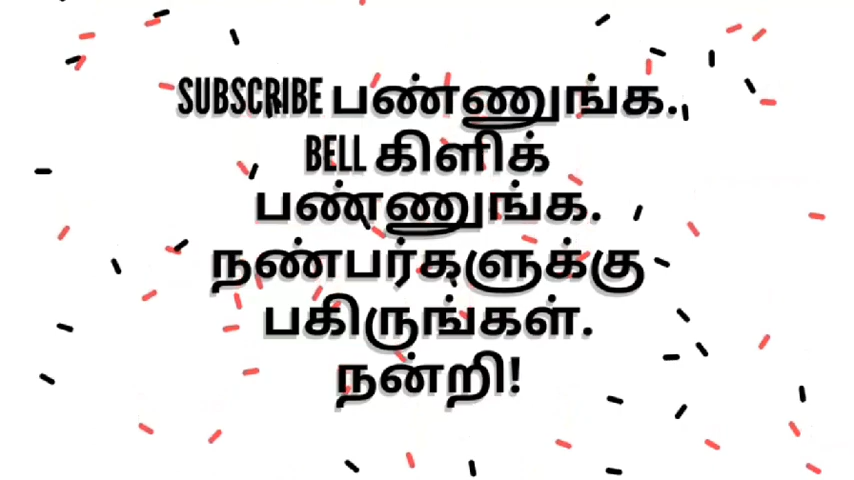 SUBSCRIBE பண்ணுங்க.
BELL கிளிக்
பண்ணுங்க.
நண்பர்களுக்கு
பகிருங்கள்.
நன்றி!